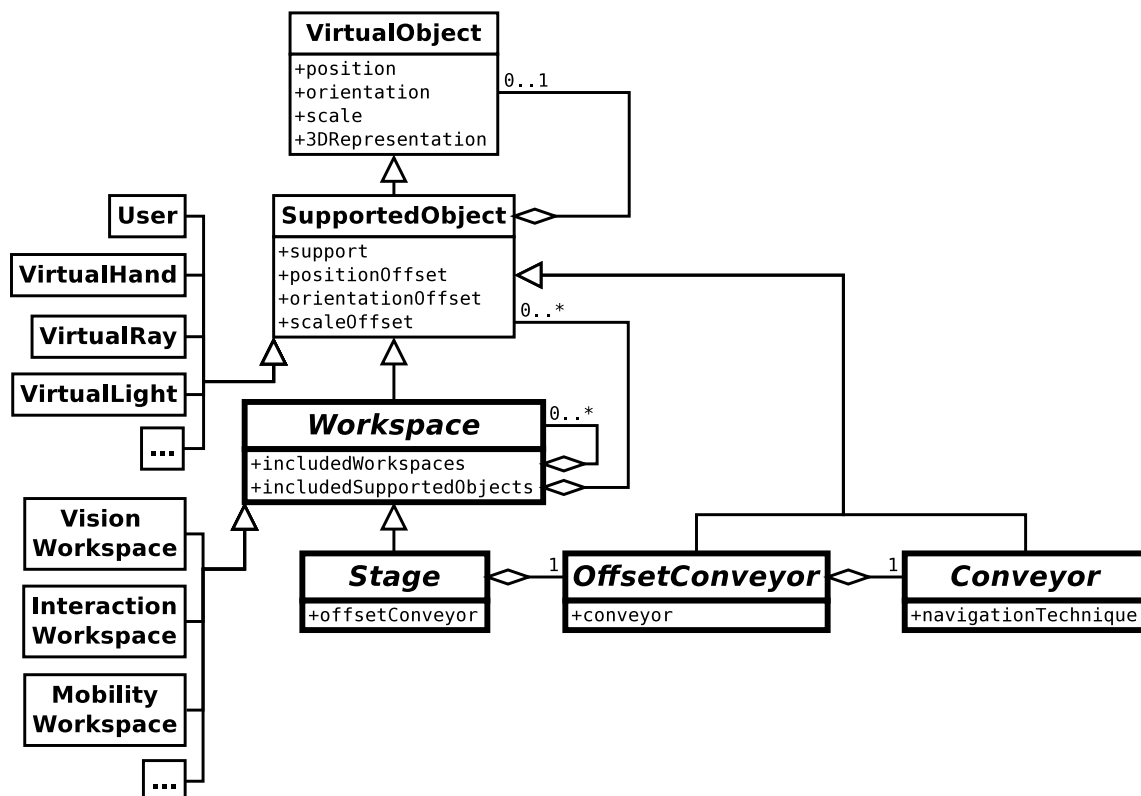 VirtualObject
+position
+orientation
+scale
+3DRepresentation
0..1
User
VirtualHand
VirtualRay
VirtualLight
...
SupportedObject
+support
+positionOffset
+orientationOffset
+scaleOffset
0..*
Workspace
+includedWorkspaces
+includedSupportedObjects
0..*
Vision
Workspace
Interaction
Workspace
Mobility
Workspace
...
Stage
+offsetConveyor
1
OffsetConveyor
+conveyor
1
Conveyor
+navigationTechnique